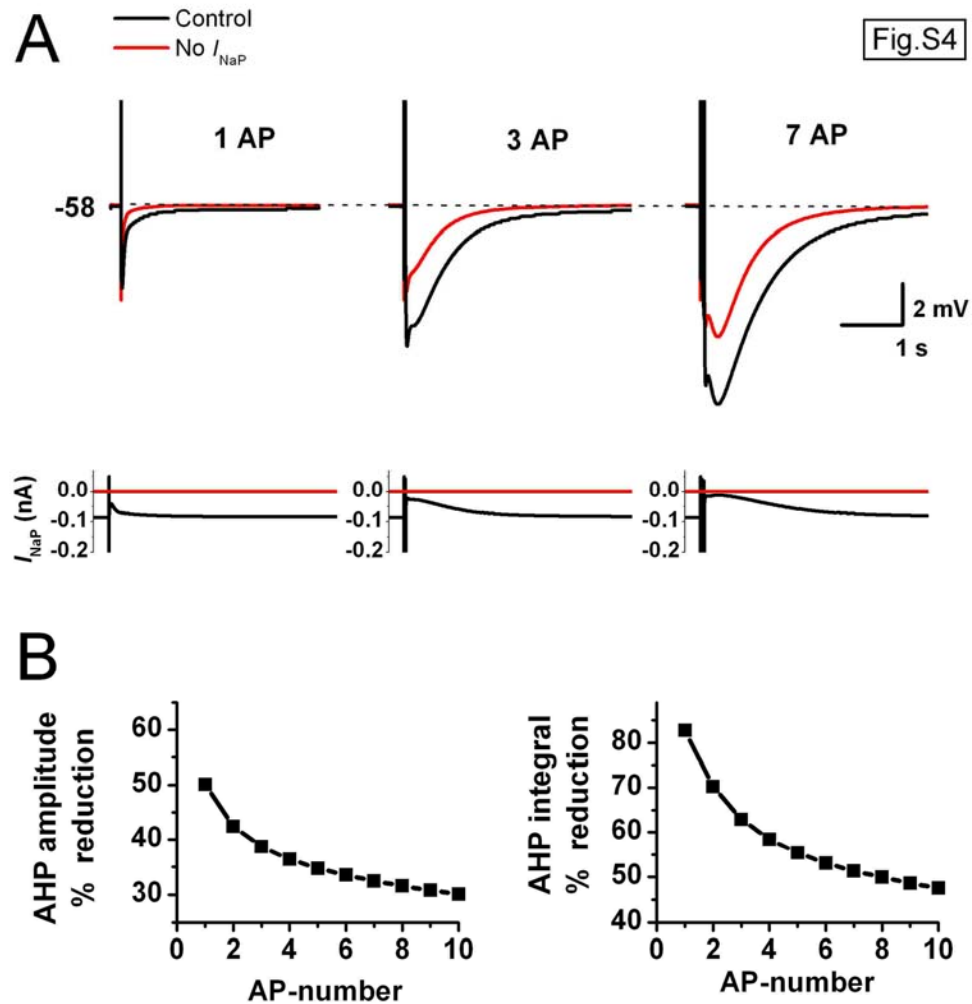 A
Control
No I_NaP
Fig.S4
1 AP
3 AP
7 AP
-58
2 mV
1 s
I_NaP (nA)
0.0
-0.1
-0.2
0.0
-0.1
-0.2
0.0
-0.1
-0.2
B
AHP amplitude
% reduction
60
50
40
30
0 2 4 6 8 10
AP-number
AHP integral
% reduction
80
70
60
50
40
0 2 4 6 8 10
AP-number